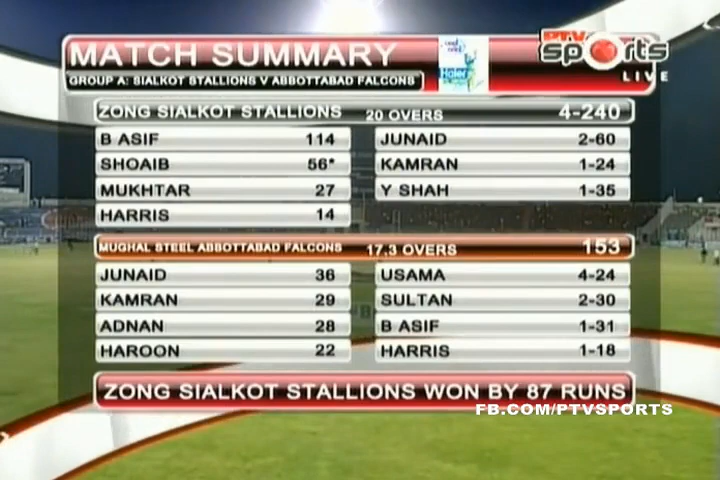 MATCH SUMMARY
PTV
sports
LIVE
Haier
GROUP A: SIALKOT STALLIONS V ABBOTTABAD FALCONS
ZONG SIALKOT STALLIONS 20 OVERS 4-240
B ASIF 114 JUNAID 2-60
SHOAIB 56* KAMRAN 1-24
MUKHTAR 27 Y SHAH 1-35
HARRIS 14
MUGHAL STEEL ABBOTTABAD FALCONS 17.3 OVERS 153
JUNAID 36 USAMA 4-24
KAMRAN 29 SULTAN 2-30
ADNAN 28 B ASIF 1-31
HAROON 22 HARRIS 1-18
ZONG SIALKOT STALLIONS WON BY 87 RUNS
FB.COM/PTVSPORTS